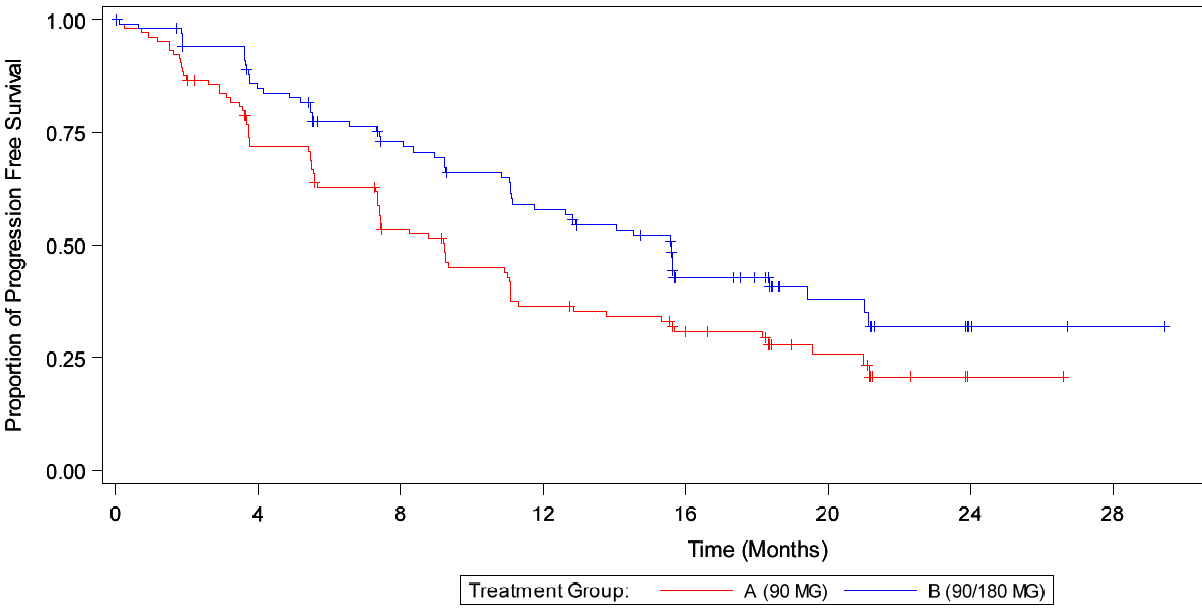 Proportion of Progression Free Survival
1.00
0.75
0.50
0.25
0.00
0 4 8 12 16 20 24 28
Time (Months)
Treatment Group: A (90 MG) B (90/180 MG)